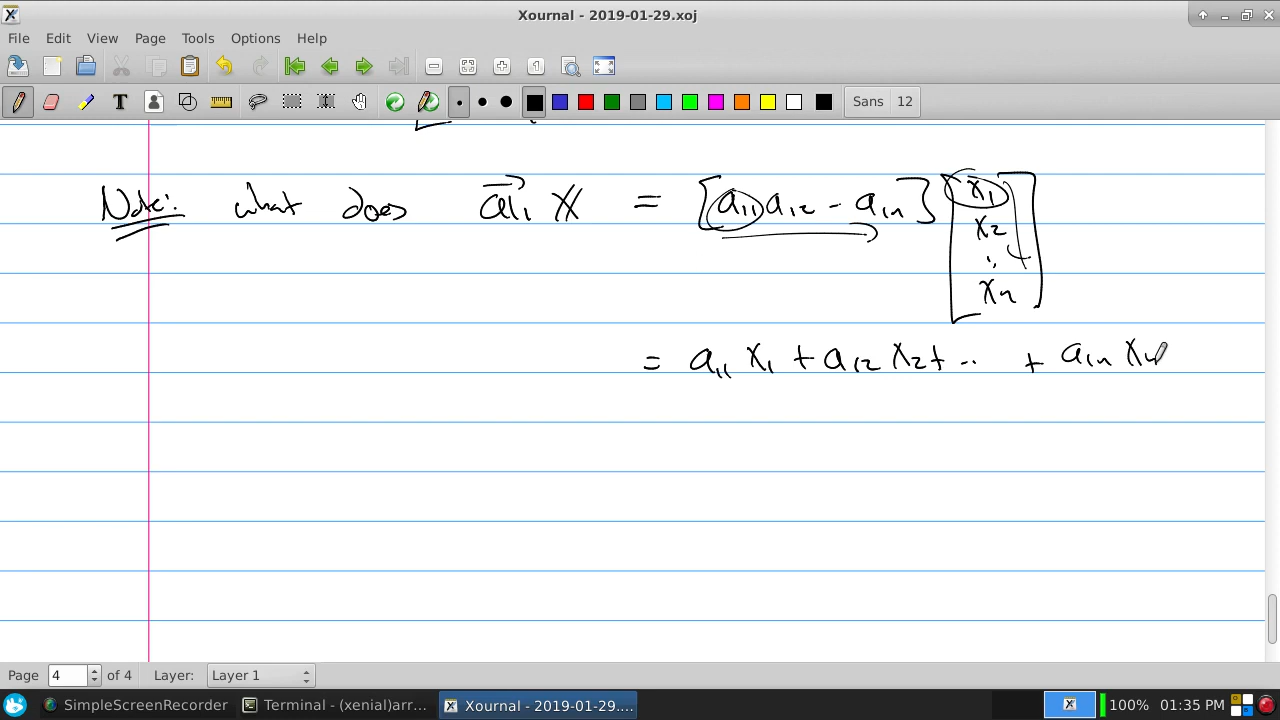 Xournal - 2019-01-29.xoj
File Edit View Page Tools Options Help
T Sans 12
Note: what does a⃗₁ X = [a₁₁ a₁₂ - a₁ₙ] [x₁
x₂
:
xₙ]
= a₁₁ x₁ + a₁₂ x₂ + .. + a₁ₙ xₙ
Page 4 of 4 Layer: Layer 1
SimpleScreenRecorder Terminal - (xenial)arr... Xournal - 2019-01-29.... 100% 01:35 PM